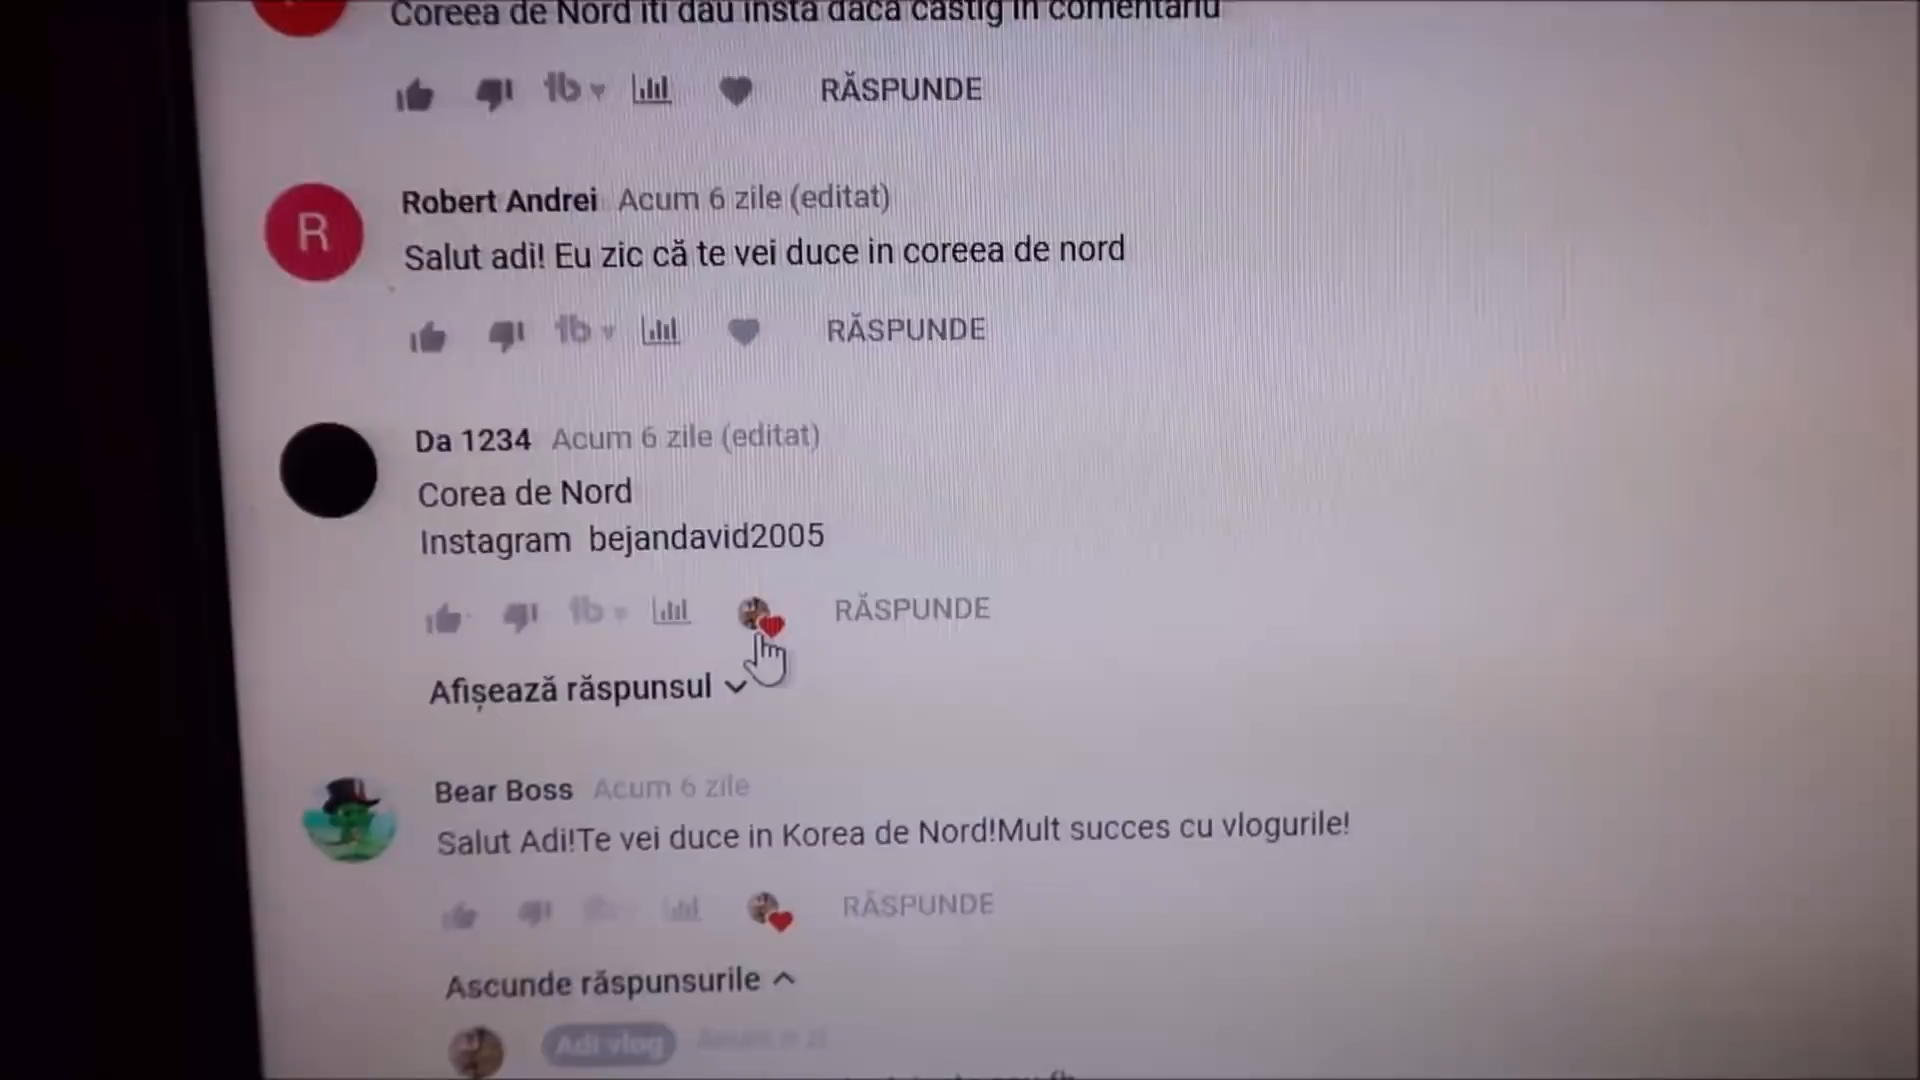 Coreea de Nord iti dau insta daca castig in comentariu
RĂSPUNDE
R
Robert Andrei Acum 6 zile (editat)
Salut adi! Eu zic că te vei duce in coreea de nord
RĂSPUNDE
Da 1234 Acum 6 zile (editat)
Corea de Nord
Instagram bejandavid2005
RĂSPUNDE
Afișează răspunsul
Bear Boss Acum 6 zile
Salut Adi!Te vei duce in Korea de Nord!Mult succes cu vlogurile!
RĂSPUNDE
Ascunde răspunsurile
Adi vlog